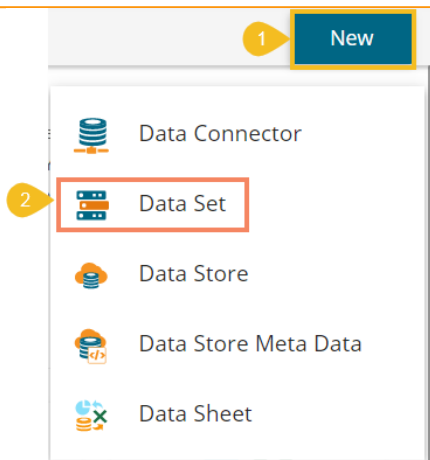 1
New
Data Connector
2
Data Set
Data Store
</>
Data Store Meta Data
Data Sheet